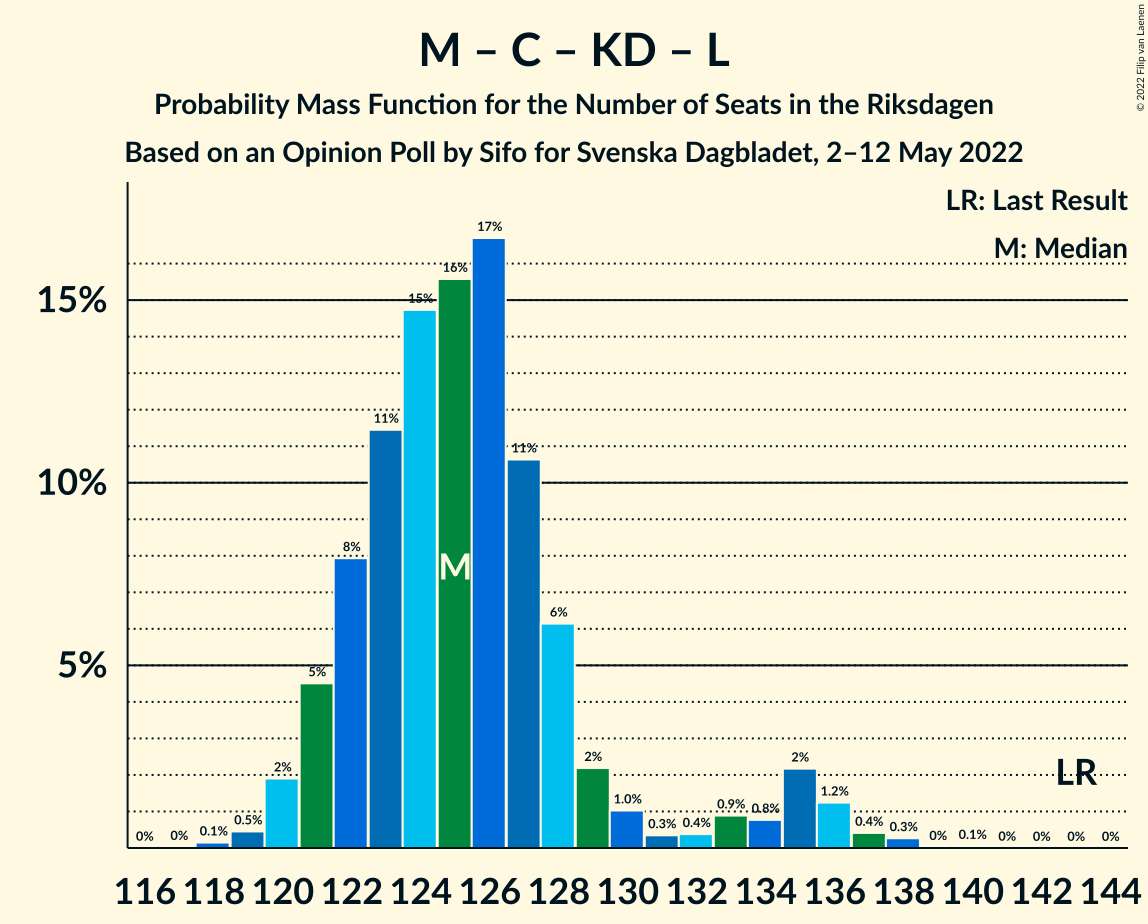 M – C – KD – L
Probability Mass Function for the Number of Seats in the Riksdagen
Based on an Opinion Poll by Sifo for Svenska Dagbladet, 2–12 May 2022
© 2022 Filip van Laenen
LR: Last Result
M: Median
15%
10%
5%
0% 0% 0.1% 0.5% 2% 5% 8% 11% 15% 16% 17% 11% 6% 2% 1.0% 0.3% 0.4% 0.9% 0.8% 2% 1.2% 0.4% 0.3% 0% 0.1% 0% 0% 0% 0%
M
LR
116 118 120 122 124 126 128 130 132 134 136 138 140 142 144